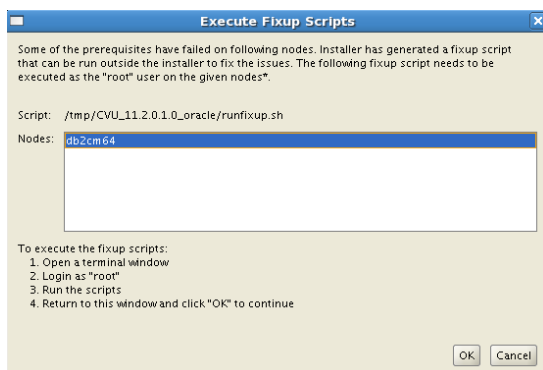 Execute Fixup Scripts
Some of the prerequisites have failed on following nodes. Installer has generated a fixup script
that can be run outside the installer to fix the issues. The following fixup script needs to be
executed as the "root" user on the given nodes*.
Script: /tmp/CVU_11.2.0.1.0_oracle/runfixup.sh
Nodes: db2cm64
To execute the fixup scripts:
1. Open a terminal window
2. Login as "root"
3. Run the scripts
4. Return to this window and click "OK" to continue
OK Cancel